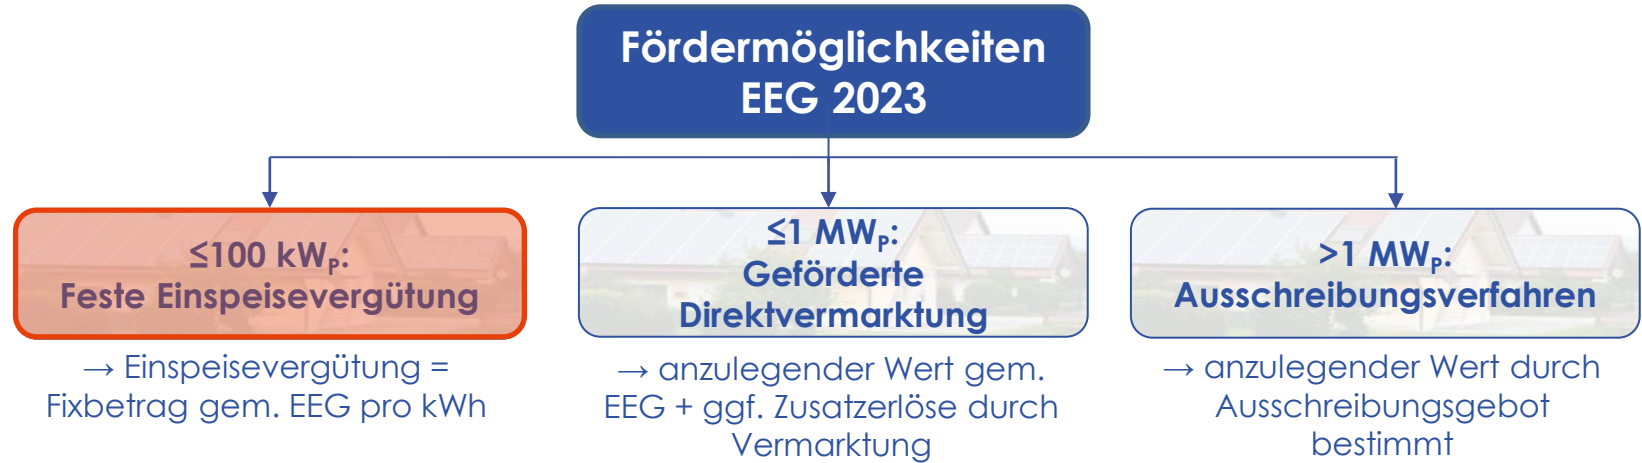 Fördermöglichkeiten
EEG 2023
≤100 kWₚ:
Feste Einspeisevergütung
→ Einspeisevergütung =
Fixbetrag gem. EEG pro kWh
≤1 MWₚ:
Geförderte
Direktvermarktung
→ anzulegender Wert gem.
EEG + ggf. Zusatzerlöse durch
Vermarktung
>1 MWₚ:
Ausschreibungsverfahren
→ anzulegender Wert durch
Ausschreibungsgebot
bestimmt